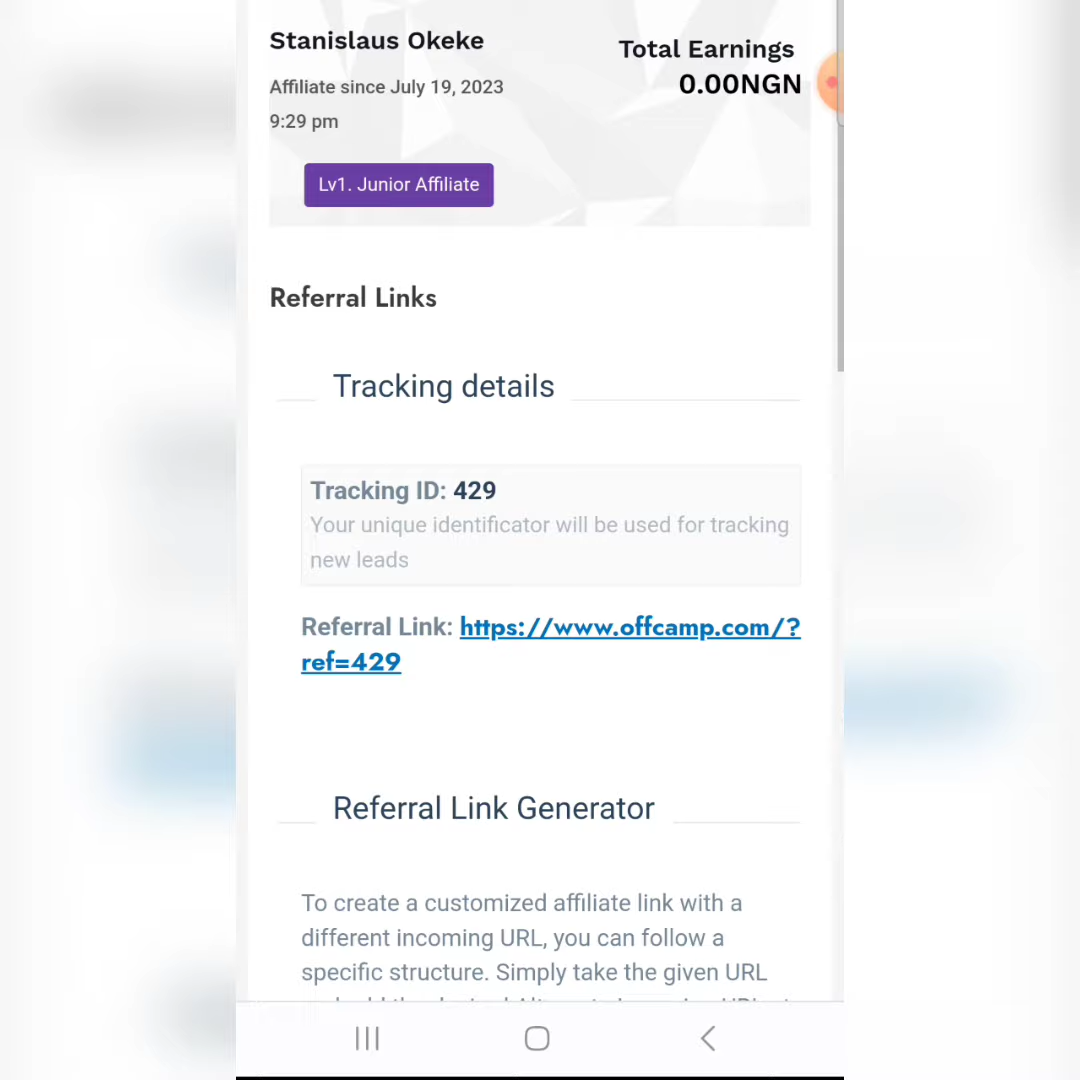 Stanislaus Okeke
Total Earnings
0.00NGN
Affiliate since July 19, 2023
9:29 pm
Lv1. Junior Affiliate
Referral Links
Tracking details
Tracking ID: 429
Your unique identificator will be used for tracking
new leads
Referral Link: https://www.offcamp.com/?
ref=429
Referral Link Generator
To create a customized affiliate link with a
different incoming URL, you can follow a
specific structure. Simply take the given URL